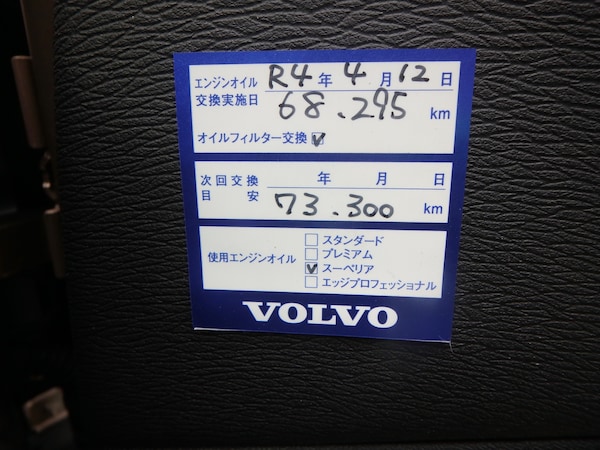 エンジンオイル R4年 4月12日
交換実施日 68.295 km
オイルフィルター交換 ☑
次回交換 年 月 日
目安 73.300 km
☐ スタンダード
☐ プレミアム
使用エンジンオイル ☑ スーペリア
☐ エッジプロフェッショナル
VOLVO